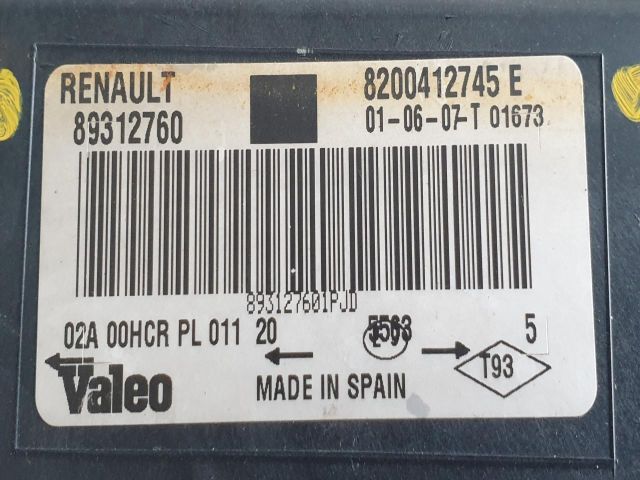 RENAULT 8200412745 E
89312760 01-06-07-T 01673
893127601PJD
02A 00HCR PL 011 20 5
Valeo MADE IN SPAIN T93